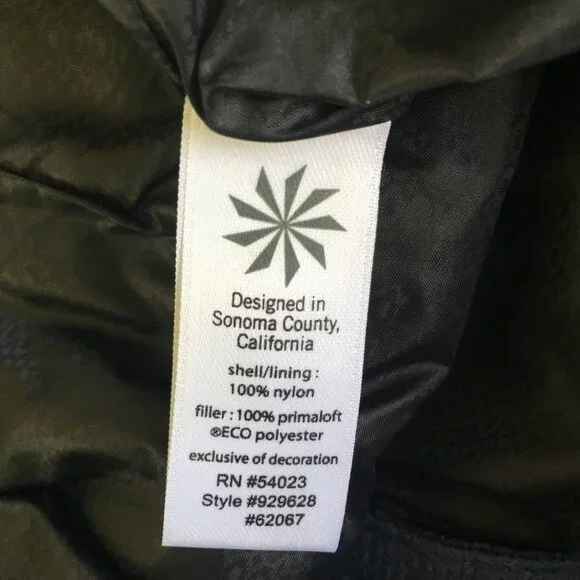 Designed in
Sonoma County,
California
shell/lining :
100% nylon
filler : 100% primaloft
®ECO polyester
exclusive of decoration
RN #54023
Style #929628
#62067